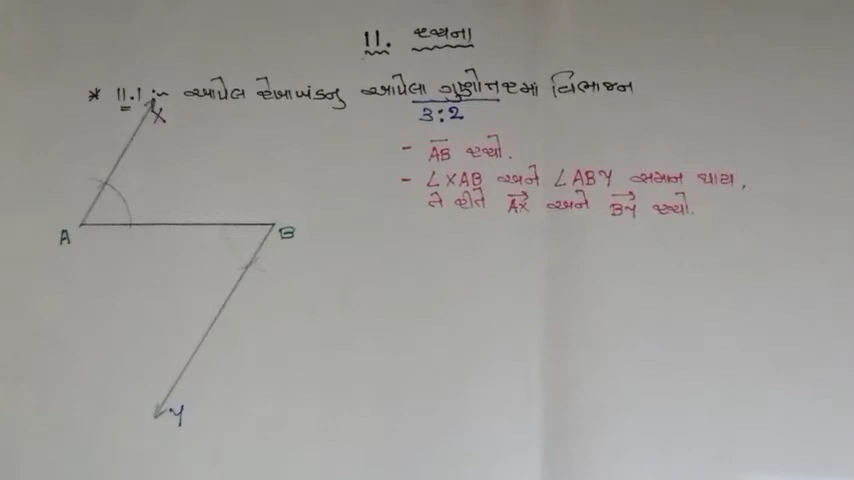 11. રચના
* 11.1 :- આપેલ રેખાખંડનુ આપેલા ગુણોત્તરમાં વિભાજન
3:2
X
- AB રચો.
- ∠XAB અને ∠ABY સમાન થાય,
તે રીતે AX અને BY રચો.
A
B
Y